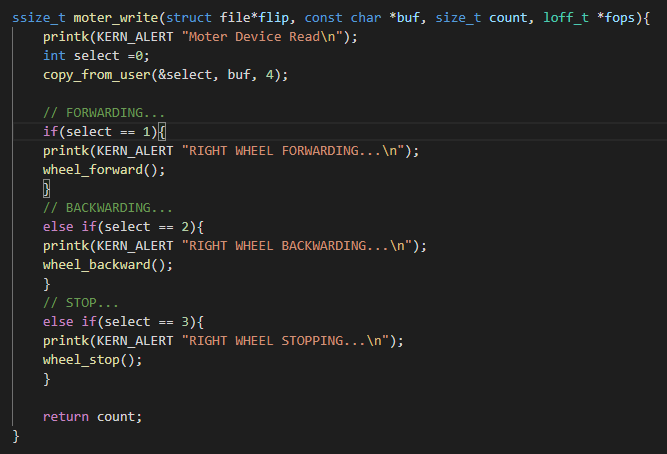 ssize_t moter_write(struct file*flip, const char *buf, size_t count, loff_t *fops){
printk(KERN_ALERT "Moter Device Read\n");
int select =0;
copy_from_user(&select, buf, 4);
// FORWARDING...
if(select == 1){
printk(KERN_ALERT "RIGHT WHEEL FORWARDING...\n");
wheel_forward();
}
// BACKWARDING...
else if(select == 2){
printk(KERN_ALERT "RIGHT WHEEL BACKWARDING...\n");
wheel_backward();
}
// STOP...
else if(select == 3){
printk(KERN_ALERT "RIGHT WHEEL STOPPING...\n");
wheel_stop();
}
return count;
}